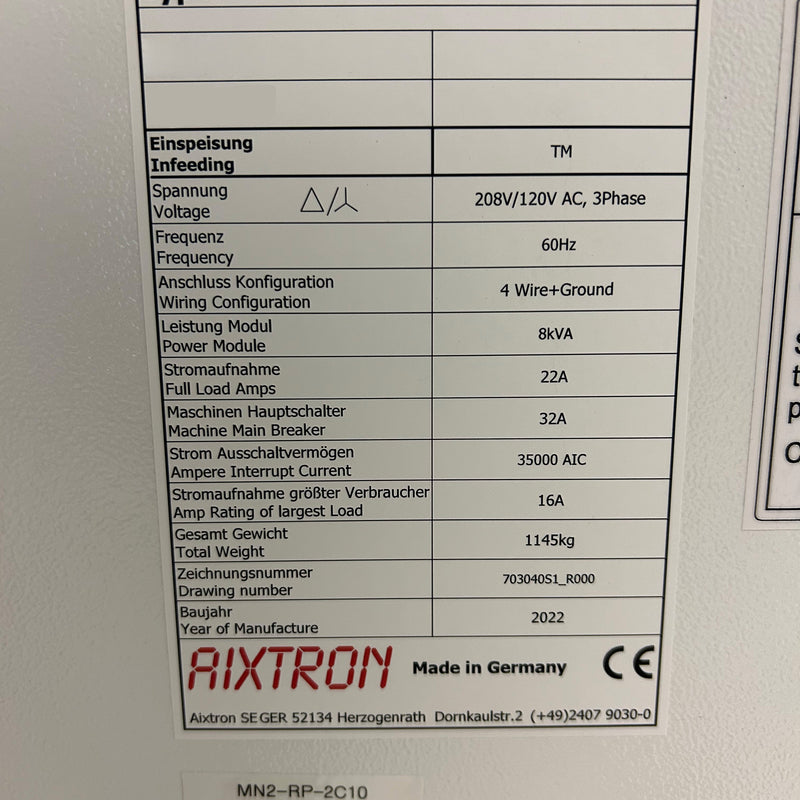 Einspeisung
Infeeding
TM
Spannung
Voltage
208V/120V AC, 3Phase
Frequenz
Frequency
60Hz
Anschluss Konfiguration
Wiring Configuration
4 Wire+Ground
Leistung Modul
Power Module
8kVA
Stromaufnahme
Full Load Amps
22A
Maschinen Hauptschalter
Machine Main Breaker
32A
Strom Ausschaltvermögen
Ampere Interrupt Current
35000 AIC
Stromaufnahme größter Verbraucher
Amp Rating of largest Load
16A
Gesamt Gewicht
Total Weight
1145kg
Zeichnungsnummer
Drawing number
703040S1_R000
Baujahr
Year of Manufacture
2022
AIXTRON Made in Germany CE
Aixtron SE GER 52134 Herzogenrath Dornkaulstr.2 (+49)2407 9030-0
MN2-RP-2C10